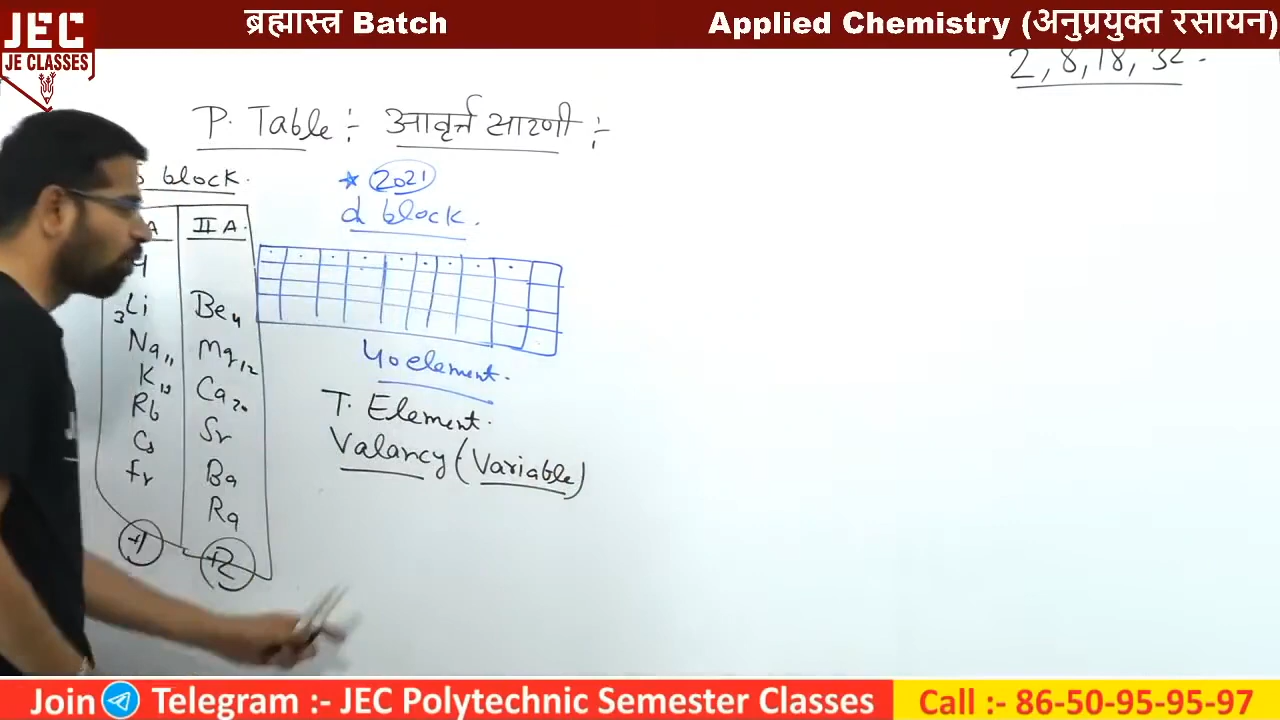 JEC
JE CLASSES
ब्रह्मास्त्र Batch
Applied Chemistry (अनुप्रयुक्त रसायन)
2, 8, 18, 32
P. Table :- आवृर्त्त सारणी :-
block.
A II A.
3Li Be4
Na11 Mg12
K19 Ca20
Rb Sr
Cs Ba
Fr Ra
+1 +2
★ 2021
d block.
40 element.
T. Element.
Valancy (Variable)
Join Telegram :- JEC Polytechnic Semester Classes
Call :- 86-50-95-95-97